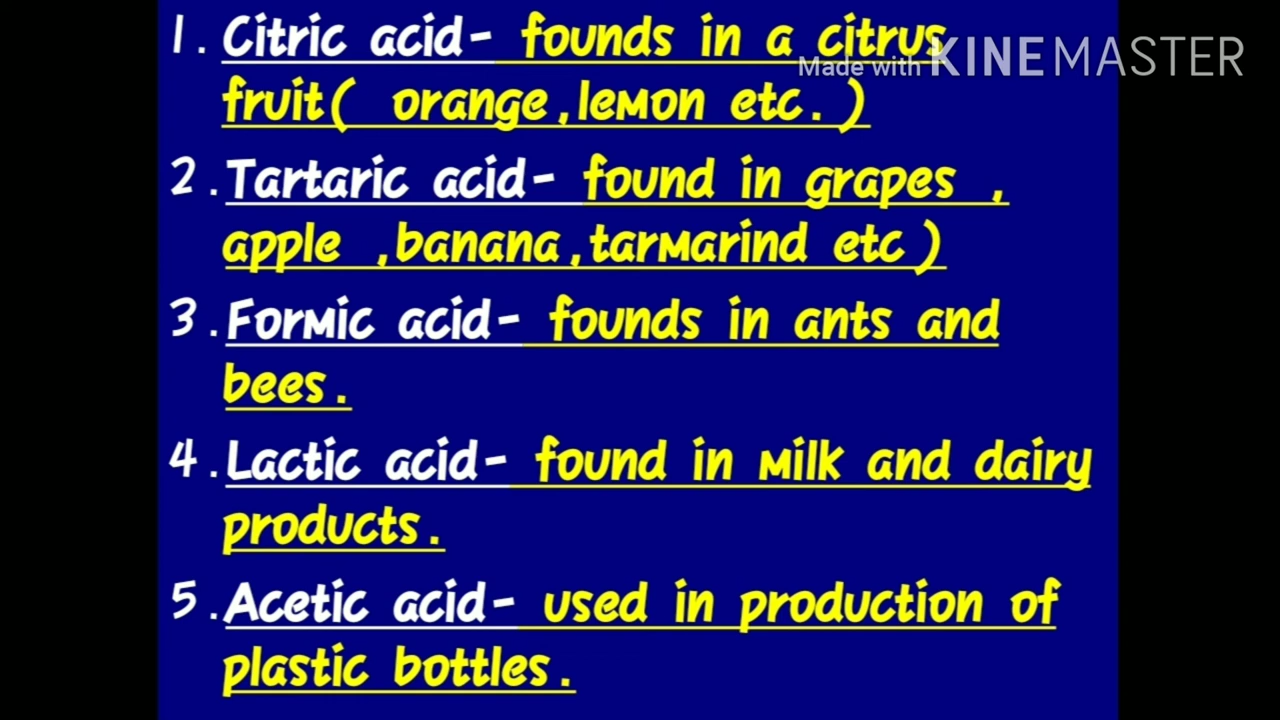 1. Citric acid- founds in a citrus
Made with KINEMASTER
fruit( orange ,lemon etc. )
2 .Tartaric acid- found in grapes ,
apple ,banana,tarmarind etc )
3 .Formic acid- founds in ants and
bees.
4 .Lactic acid- found in milk and dairy
products.
5 .Acetic acid- used in production of
plastic bottles.